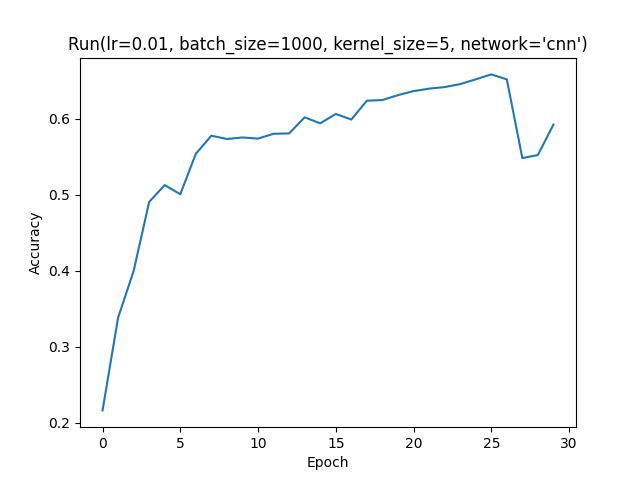 Run(lr=0.01, batch_size=1000, kernel_size=5, network='cnn')
Accuracy
0.6
0.5
0.4
0.3
0.2
0 5 10 15 20 25 30
Epoch